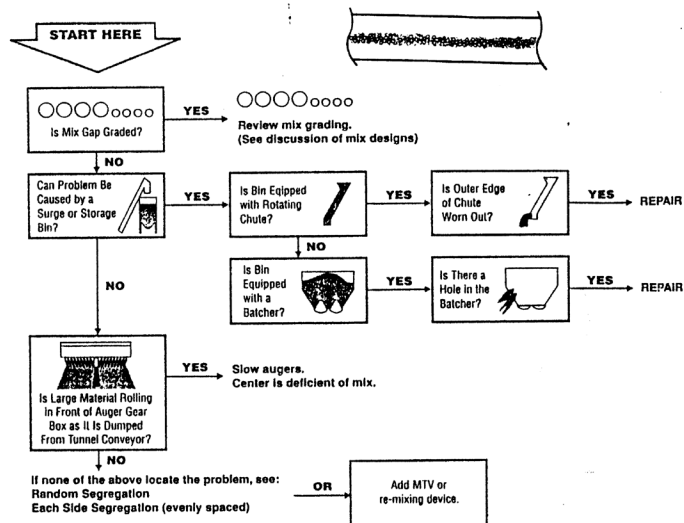 START HERE
Is Mix Gap Graded?
YES
Review mix grading.
(See discussion of mix designs)
NO
Can Problem Be
Caused by a
Surge or Storage
Bin?
YES
Is Bin Eqipped
with Rotating
Chute?
YES
Is Outer Edge
of Chute
Worn Out?
YES
REPAIR
NO
Is Bin
Equipped
with a
Batcher?
YES
Is There a
Hole in the
Batcher?
YES
REPAIR
NO
Is Large Material Rolling
In Front of Auger Gear
Box as It Is Dumped
From Tunnel Conveyor?
YES
Slow augers.
Center is deficient of mix.
NO
If none of the above locate the problem, see:
Random Segregation
Each Side Segregation (evenly spaced)
OR
Add MTV or
re-mixing device.